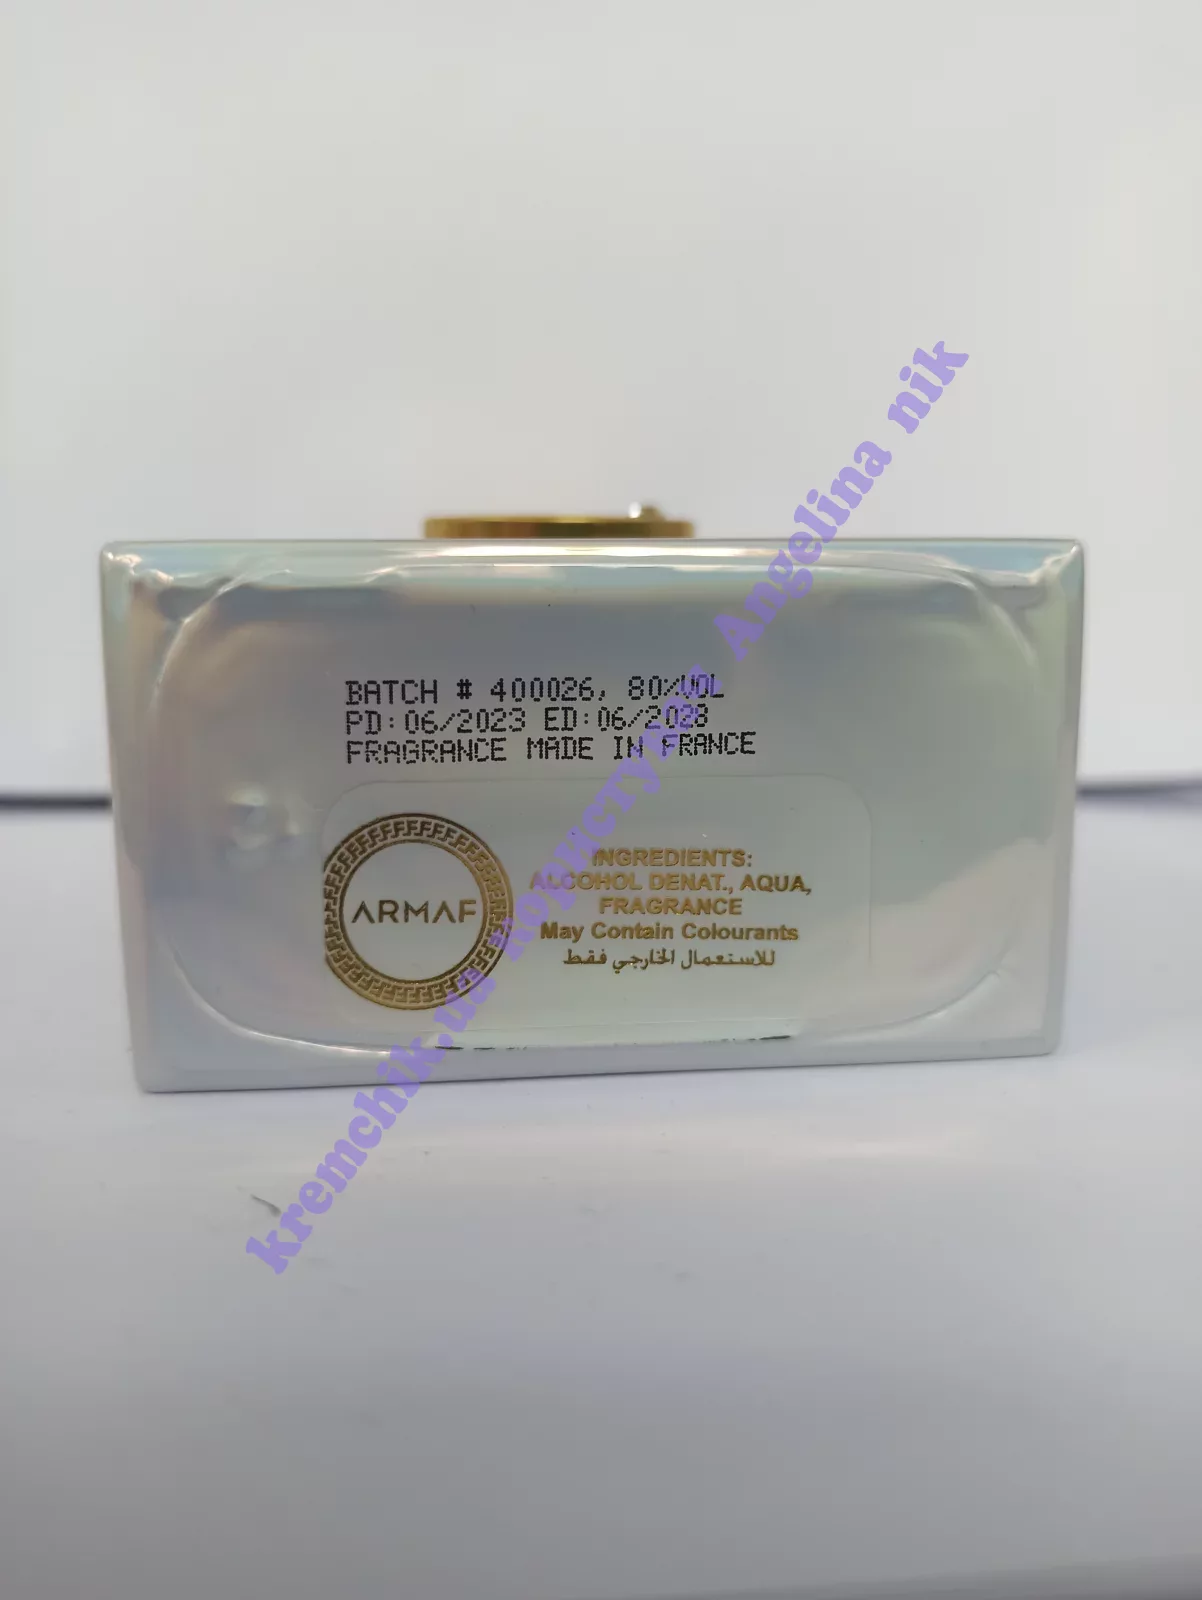 BATCH # 400026, 80%VOL
PD:06/2023 ED:06/2028
FRAGRANCE MADE IN FRANCE
ARMAF
INGREDIENTS:
ALCOHOL DENAT., AQUA,
FRAGRANCE
May Contain Colourants
للاستعمال الخارجي فقط
kremchik.ua користувач Angelina nik